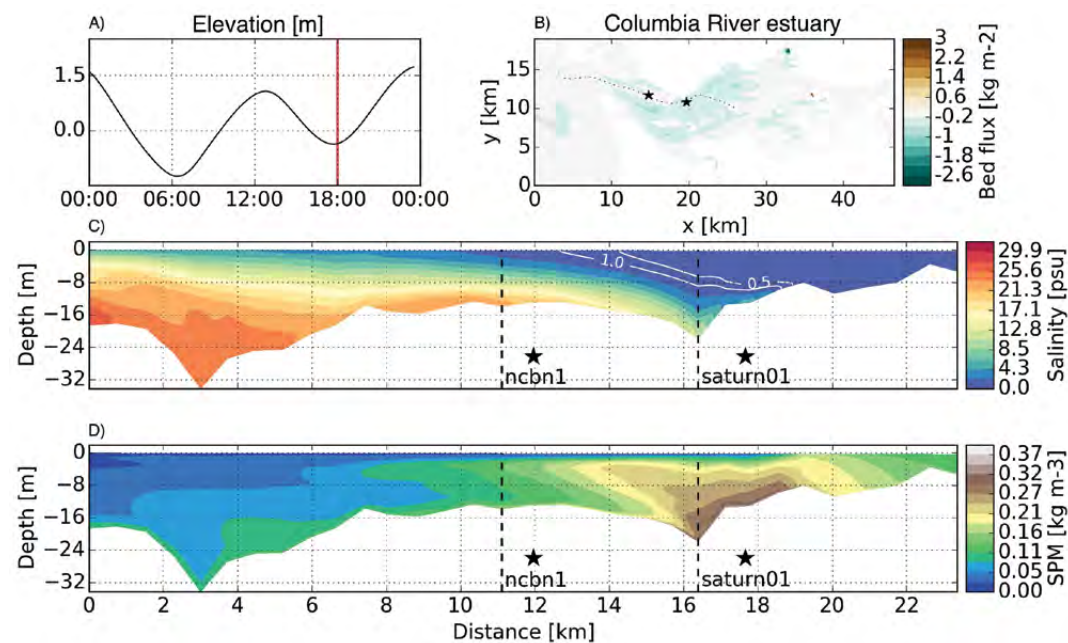 A) Elevation [m]
1.5
0.0
00:00 06:00 12:00 18:00 00:00
B) Columbia River estuary
15
10
5
0
y [km]
0 10 20 30 40
x [km]
3
2.2
1.4
0.6
-0.2
-1
-1.8
-2.6
Bed flux [kg m-2]
C)
0
−8
−16
−24
−32
Depth [m]
1.0
0.5
ncbn1
saturn01
29.9
25.6
21.3
17.1
12.8
8.5
4.3
0.0
Salinity [psu]
D)
0
−8
−16
−24
−32
Depth [m]
ncbn1
saturn01
0 2 4 6 8 10 12 14 16 18 20 22
Distance [km]
0.37
0.32
0.27
0.21
0.16
0.11
0.05
0.00
SPM [kg m-3]